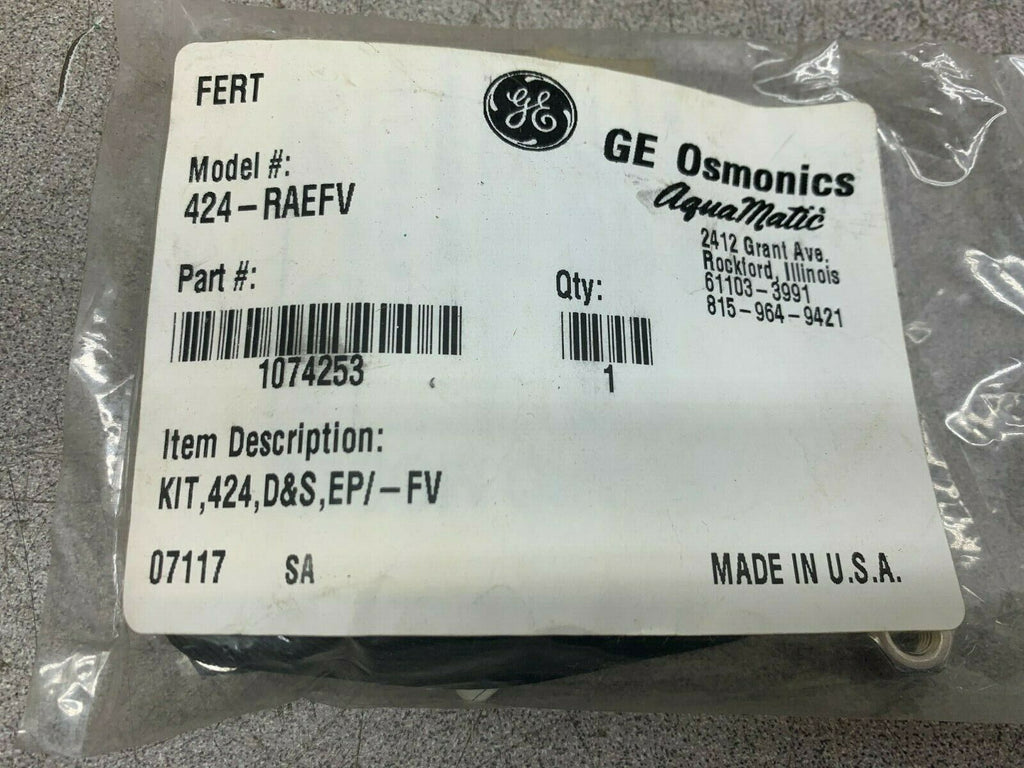 FERT
GE
GE Osmonics
AquaMatic
2412 Grant Ave.
Rockford, Illinois
61103-3991
815-964-9421
Model #:
424-RAEFV
Part #:
1074253
Qty:
1
Item Description:
KIT,424,D&S,EP/-FV
07117 SA
MADE IN U.S.A.